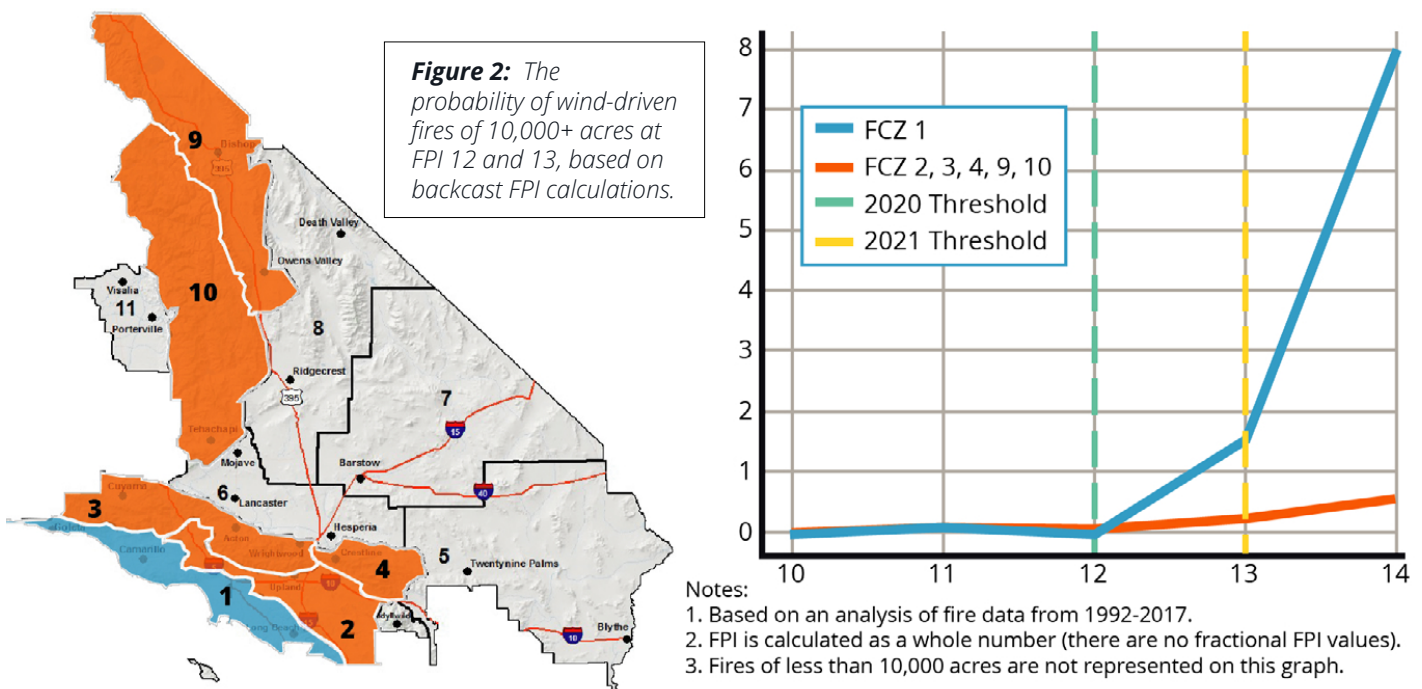 Figure 2: The
probability of wind-driven
fires of 10,000+ acres at
FPI 12 and 13, based on
backcast FPI calculations.
9
Bishop
395
Death Valley
Owens Valley
10
Visalia
11
Porterville
8
Ridgecrest
395
7
15
Tehachapi
Mojave
Barstow
40
Cuyama
6
Lancaster
3
Hesperia
Goleta
Acton
Camarillo
Wrightwood
Crestline
5
4
Twentynine Palms
5
Upland
10
1
Long Beach
2
Idyllwild
10
Blythe
8
7
6
5
4
3
2
1
0
FCZ 1
FCZ 2, 3, 4, 9, 10
2020 Threshold
2021 Threshold
10
11
12
13
14
Notes:
1. Based on an analysis of fire data from 1992-2017.
2. FPI is calculated as a whole number (there are no fractional FPI values).
3. Fires of less than 10,000 acres are not represented on this graph.